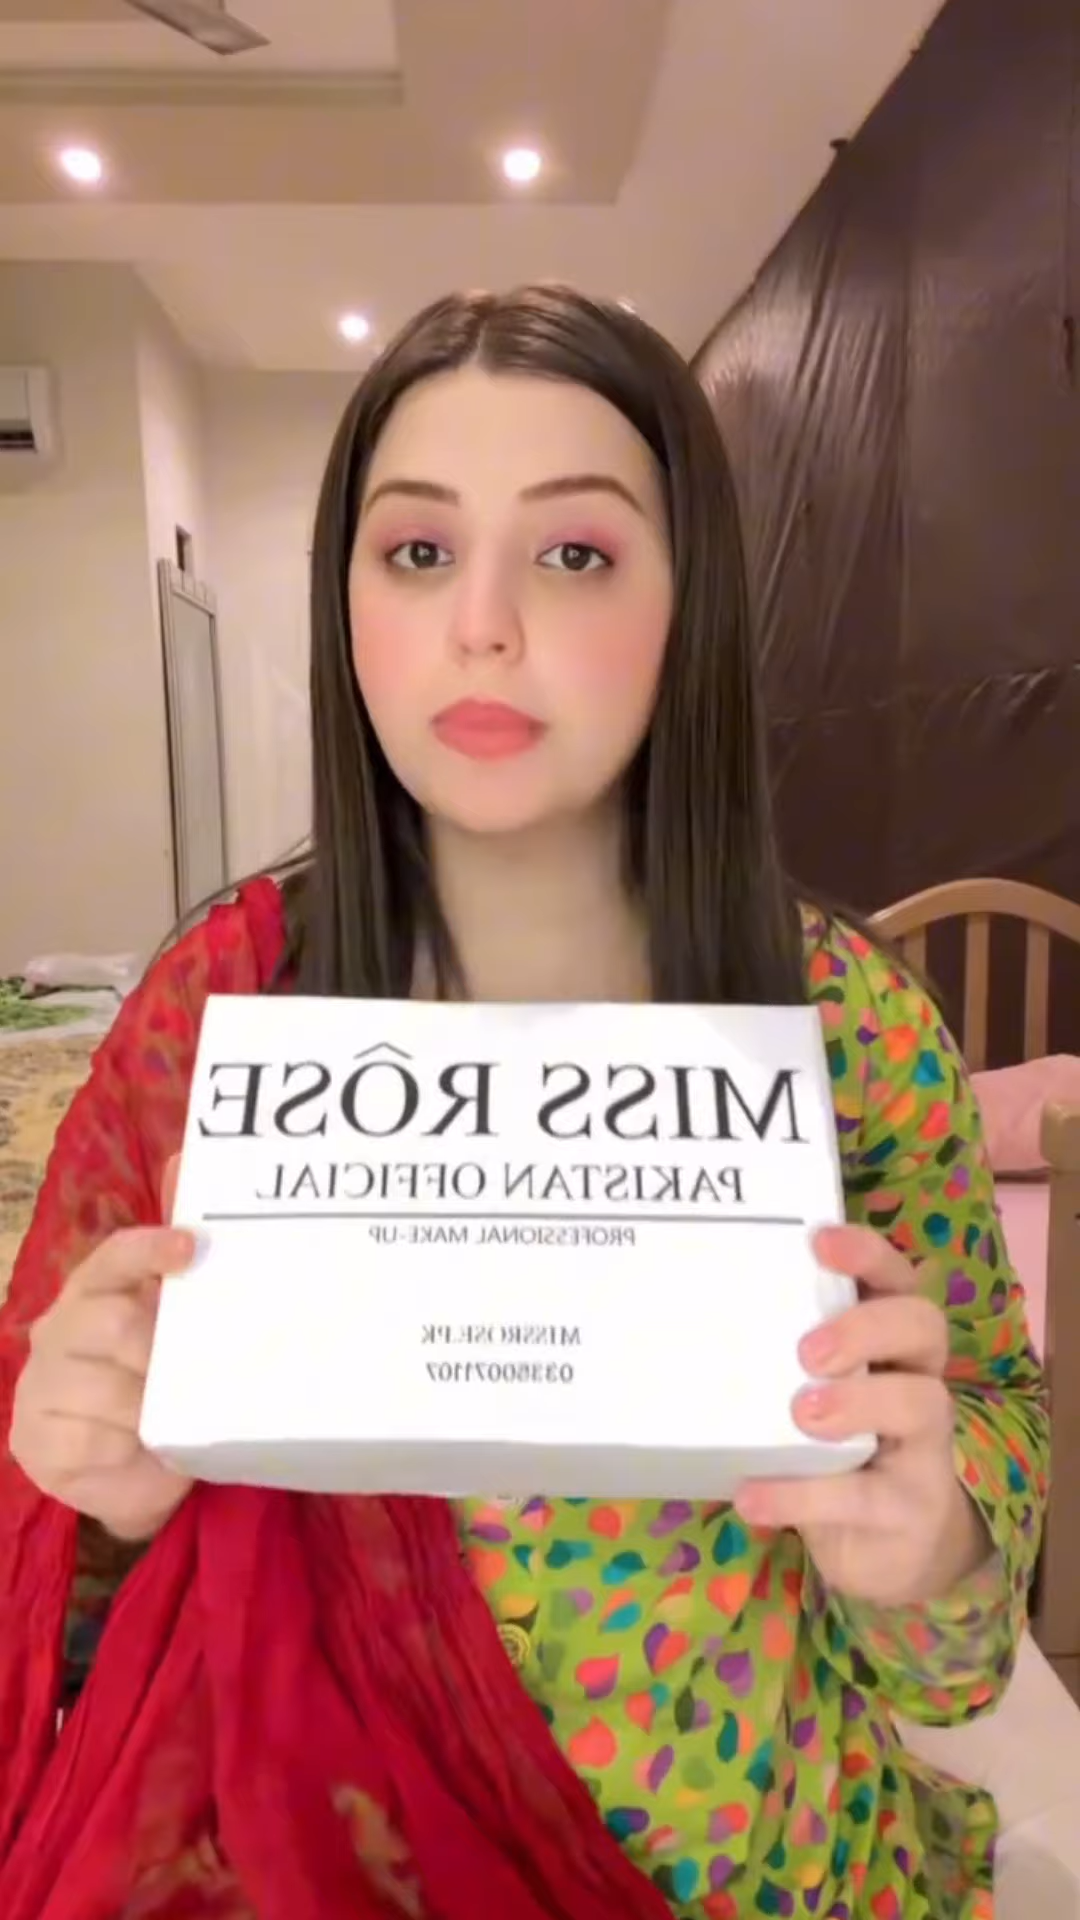 MISS RÔSE
PAKISTAN OFFICIAL
PROFESSIONAL MAKE-UP
MISSROSE.PK
03360071107